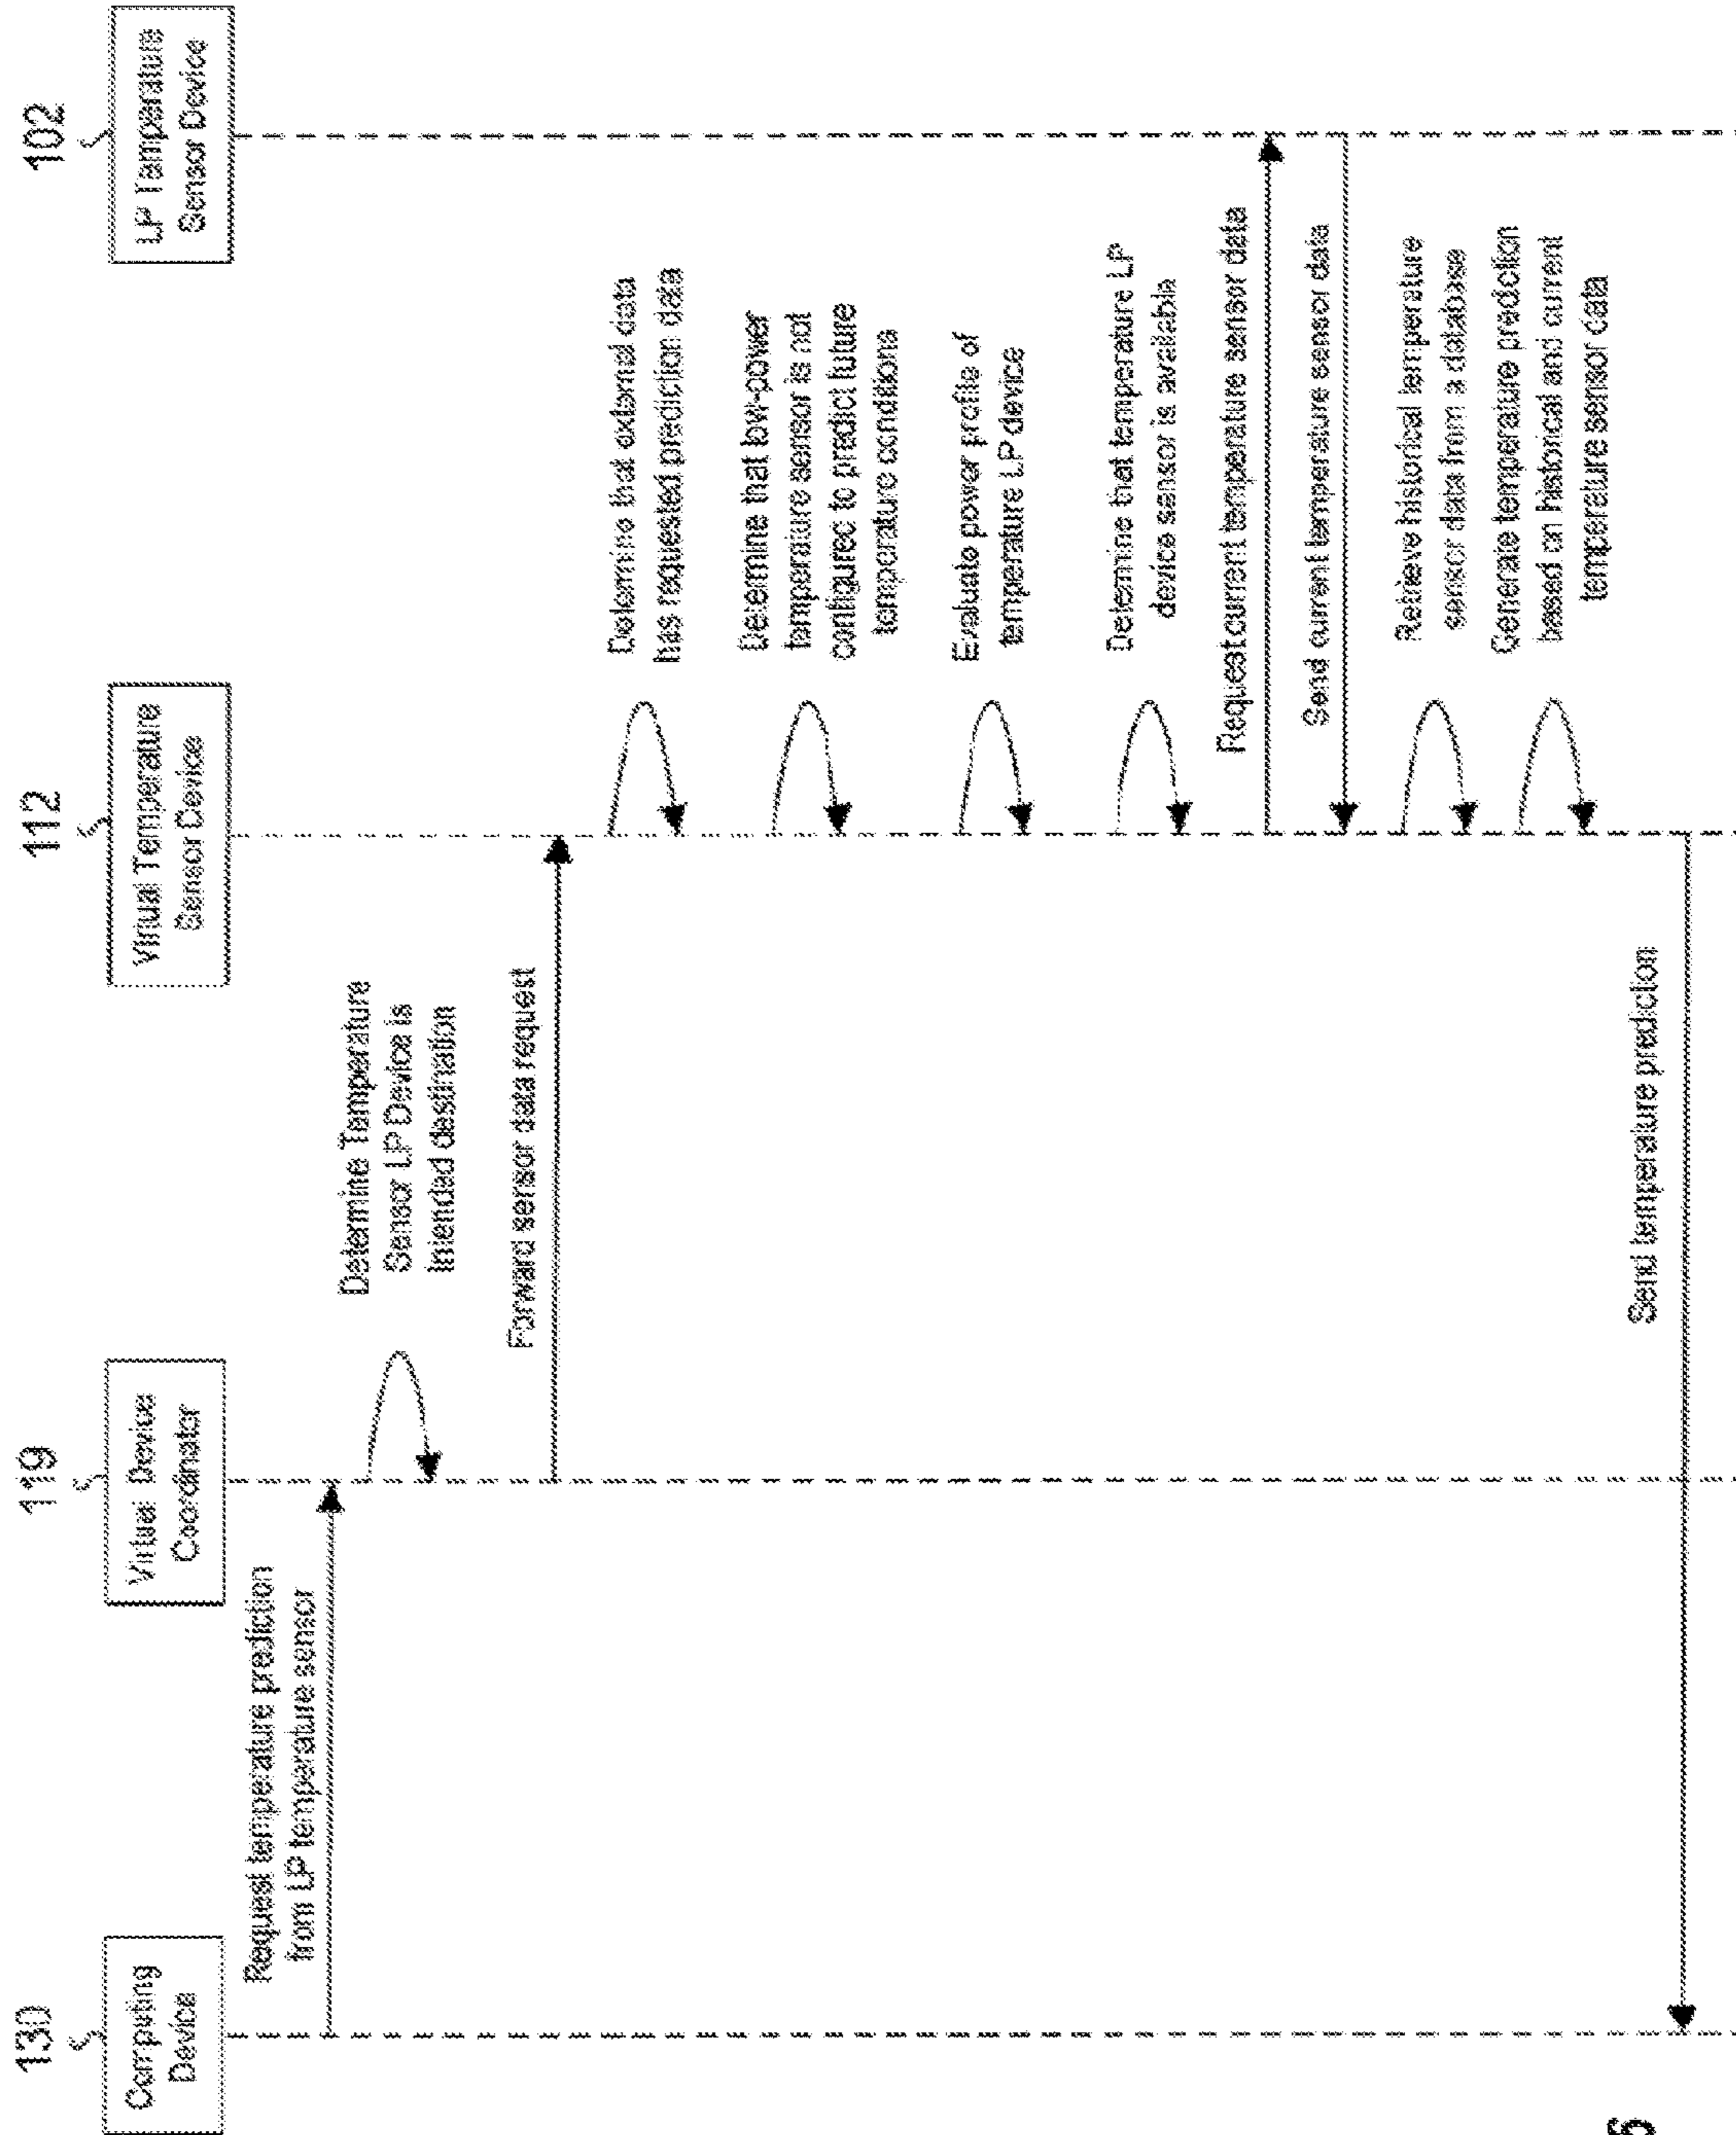 130
119
112
102
Computing
Device
Virtual Device
Coordinator
Virtual Temperature
Sensor Device
LP Temperature
Sensor Device
Request temperature prediction
from LP temperature sensor
Determine Temperature
Sensor LP Device is
intended destination
Forward sensor data request
Determine that external data
has requested prediction data
Determine that low-power
temperature sensor is not
configured to predict future
temperature conditions
Evaluate power profile of
temperature LP device
Determine that temperature LP
device sensor is available
Request current temperature sensor data
Send current temperature sensor data
Retrieve historical temperature
sensor data from a database
Generate temperature prediction
based on historical and current
temperature sensor data
Send temperature prediction